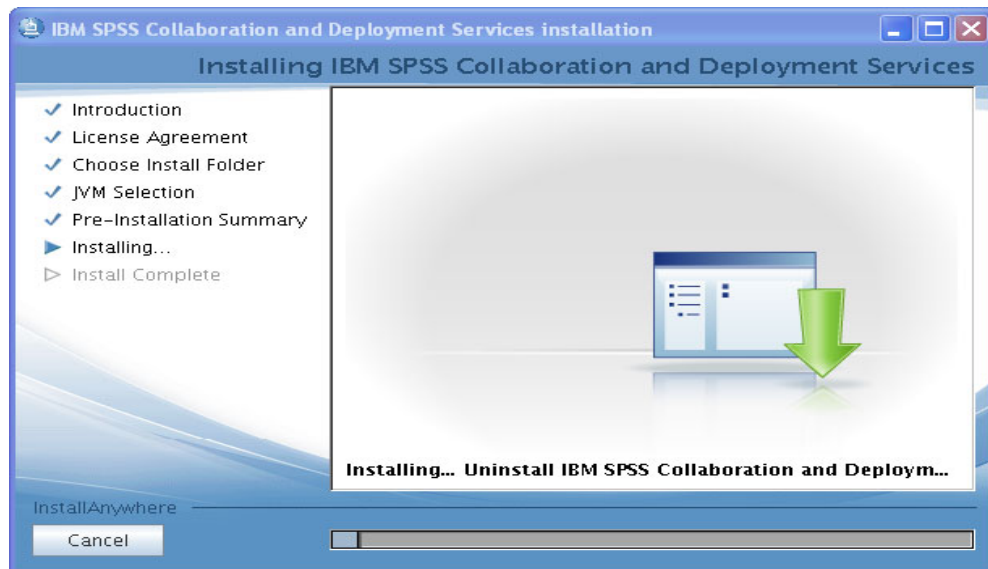 IBM SPSS Collaboration and Deployment Services installation
Installing IBM SPSS Collaboration and Deployment Services
Introduction
License Agreement
Choose Install Folder
JVM Selection
Pre-Installation Summary
Installing...
Install Complete
Installing... Uninstall IBM SPSS Collaboration and Deploym...
InstallAnywhere
Cancel